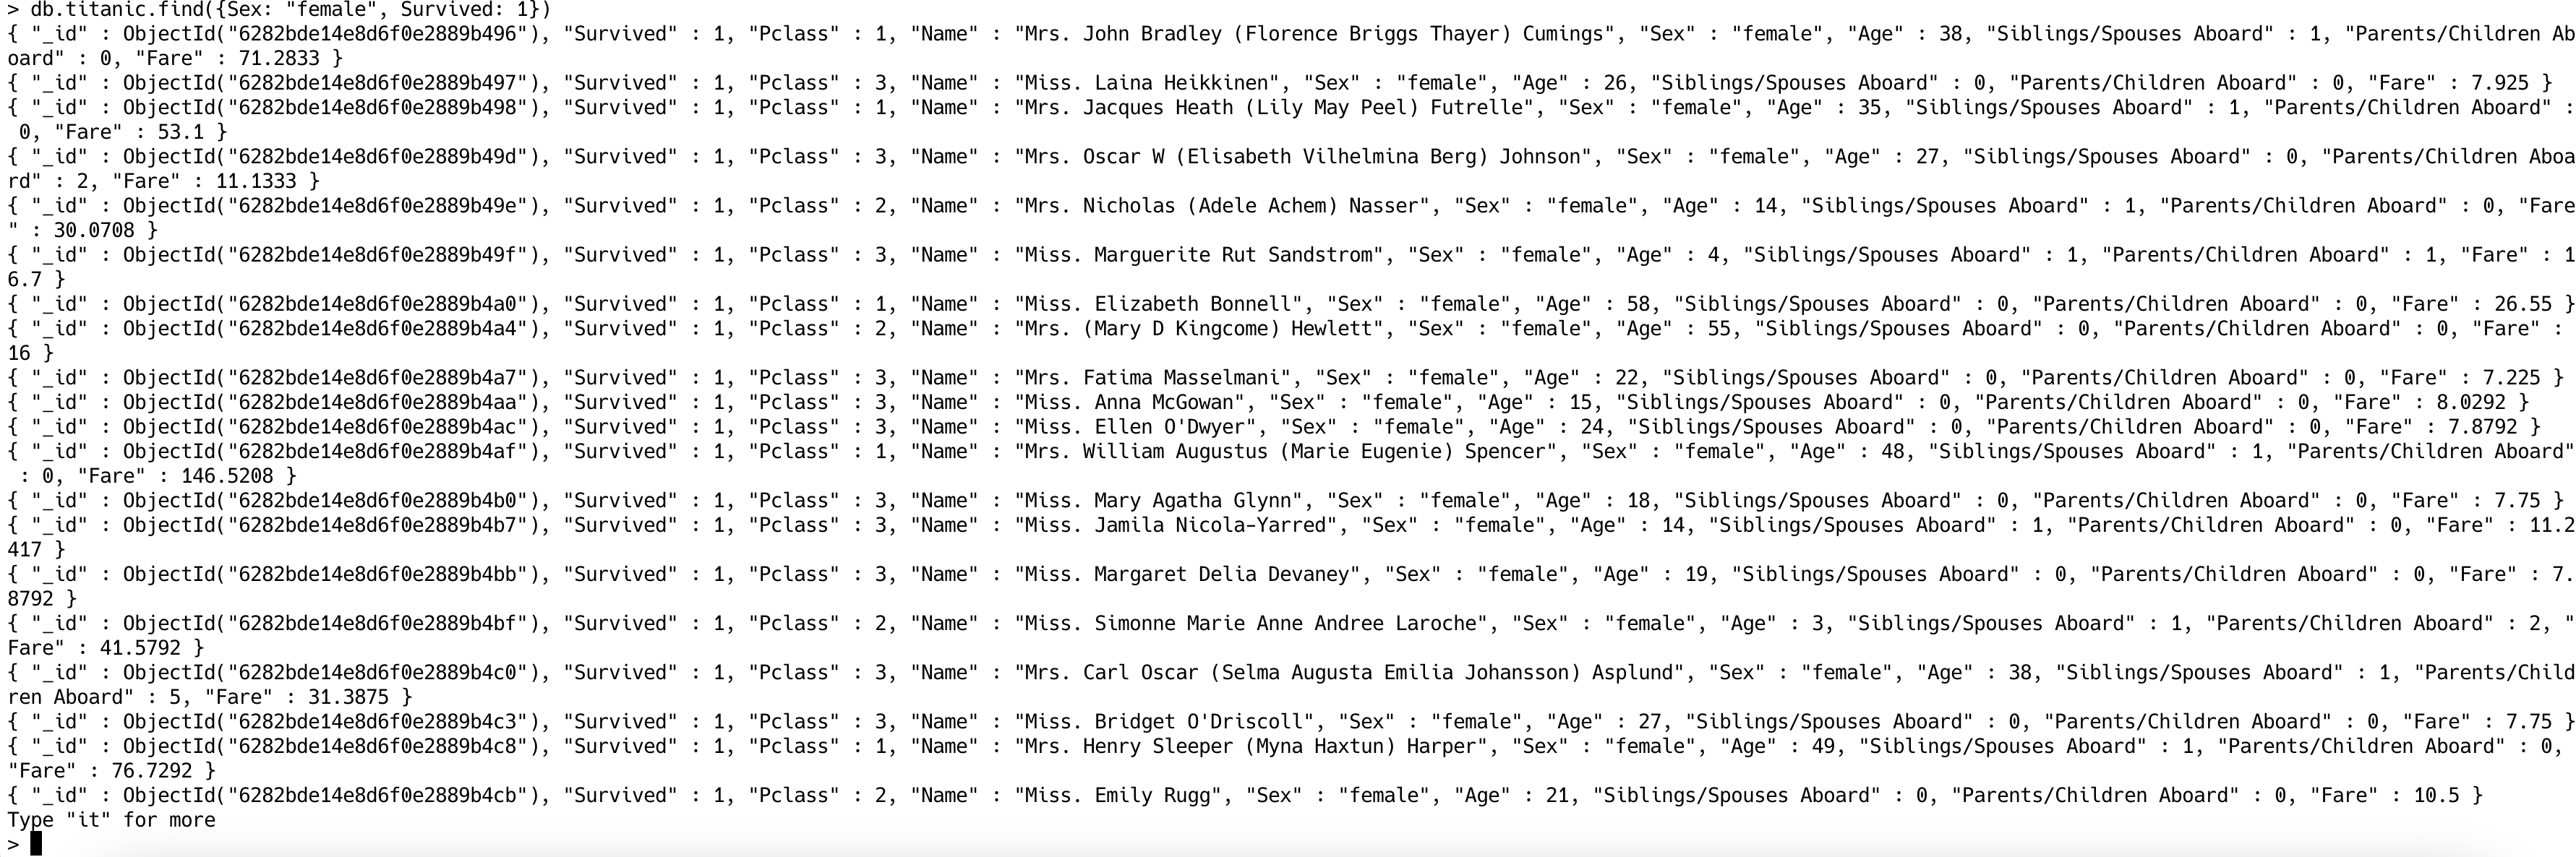 > db.titanic.find({Sex: "female", Survived: 1})
{ "_id" : ObjectId("6282bde14e8d6f0e2889b496"), "Survived" : 1, "Pclass" : 1, "Name" : "Mrs. John Bradley (Florence Briggs Thayer) Cumings", "Sex" : "female", "Age" : 38, "Siblings/Spouses Aboard" : 1, "Parents/Children Ab
oard" : 0, "Fare" : 71.2833 }
{ "_id" : ObjectId("6282bde14e8d6f0e2889b497"), "Survived" : 1, "Pclass" : 3, "Name" : "Miss. Laina Heikkinen", "Sex" : "female", "Age" : 26, "Siblings/Spouses Aboard" : 0, "Parents/Children Aboard" : 0, "Fare" : 7.925 }
{ "_id" : ObjectId("6282bde14e8d6f0e2889b498"), "Survived" : 1, "Pclass" : 1, "Name" : "Mrs. Jacques Heath (Lily May Peel) Futrelle", "Sex" : "female", "Age" : 35, "Siblings/Spouses Aboard" : 1, "Parents/Children Aboard" :
 0, "Fare" : 53.1 }
{ "_id" : ObjectId("6282bde14e8d6f0e2889b49d"), "Survived" : 1, "Pclass" : 3, "Name" : "Mrs. Oscar W (Elisabeth Vilhelmina Berg) Johnson", "Sex" : "female", "Age" : 27, "Siblings/Spouses Aboard" : 0, "Parents/Children Aboa
rd" : 2, "Fare" : 11.1333 }
{ "_id" : ObjectId("6282bde14e8d6f0e2889b49e"), "Survived" : 1, "Pclass" : 2, "Name" : "Mrs. Nicholas (Adele Achem) Nasser", "Sex" : "female", "Age" : 14, "Siblings/Spouses Aboard" : 1, "Parents/Children Aboard" : 0, "Fare
" : 30.0708 }
{ "_id" : ObjectId("6282bde14e8d6f0e2889b49f"), "Survived" : 1, "Pclass" : 3, "Name" : "Miss. Marguerite Rut Sandstrom", "Sex" : "female", "Age" : 4, "Siblings/Spouses Aboard" : 1, "Parents/Children Aboard" : 1, "Fare" : 1
6.7 }
{ "_id" : ObjectId("6282bde14e8d6f0e2889b4a0"), "Survived" : 1, "Pclass" : 1, "Name" : "Miss. Elizabeth Bonnell", "Sex" : "female", "Age" : 58, "Siblings/Spouses Aboard" : 0, "Parents/Children Aboard" : 0, "Fare" : 26.55 }
{ "_id" : ObjectId("6282bde14e8d6f0e2889b4a4"), "Survived" : 1, "Pclass" : 2, "Name" : "Mrs. (Mary D Kingcome) Hewlett", "Sex" : "female", "Age" : 55, "Siblings/Spouses Aboard" : 0, "Parents/Children Aboard" : 0, "Fare" :
16 }
{ "_id" : ObjectId("6282bde14e8d6f0e2889b4a7"), "Survived" : 1, "Pclass" : 3, "Name" : "Mrs. Fatima Masselmani", "Sex" : "female", "Age" : 22, "Siblings/Spouses Aboard" : 0, "Parents/Children Aboard" : 0, "Fare" : 7.225 }
{ "_id" : ObjectId("6282bde14e8d6f0e2889b4aa"), "Survived" : 1, "Pclass" : 3, "Name" : "Miss. Anna McGowan", "Sex" : "female", "Age" : 15, "Siblings/Spouses Aboard" : 0, "Parents/Children Aboard" : 0, "Fare" : 8.0292 }
{ "_id" : ObjectId("6282bde14e8d6f0e2889b4ac"), "Survived" : 1, "Pclass" : 3, "Name" : "Miss. Ellen O'Dwyer", "Sex" : "female", "Age" : 24, "Siblings/Spouses Aboard" : 0, "Parents/Children Aboard" : 0, "Fare" : 7.8792 }
{ "_id" : ObjectId("6282bde14e8d6f0e2889b4af"), "Survived" : 1, "Pclass" : 1, "Name" : "Mrs. William Augustus (Marie Eugenie) Spencer", "Sex" : "female", "Age" : 48, "Siblings/Spouses Aboard" : 1, "Parents/Children Aboard"
 : 0, "Fare" : 146.5208 }
{ "_id" : ObjectId("6282bde14e8d6f0e2889b4b0"), "Survived" : 1, "Pclass" : 3, "Name" : "Miss. Mary Agatha Glynn", "Sex" : "female", "Age" : 18, "Siblings/Spouses Aboard" : 0, "Parents/Children Aboard" : 0, "Fare" : 7.75 }
{ "_id" : ObjectId("6282bde14e8d6f0e2889b4b7"), "Survived" : 1, "Pclass" : 3, "Name" : "Miss. Jamila Nicola-Yarred", "Sex" : "female", "Age" : 14, "Siblings/Spouses Aboard" : 1, "Parents/Children Aboard" : 0, "Fare" : 11.2
417 }
{ "_id" : ObjectId("6282bde14e8d6f0e2889b4bb"), "Survived" : 1, "Pclass" : 3, "Name" : "Miss. Margaret Delia Devaney", "Sex" : "female", "Age" : 19, "Siblings/Spouses Aboard" : 0, "Parents/Children Aboard" : 0, "Fare" : 7.
8792 }
{ "_id" : ObjectId("6282bde14e8d6f0e2889b4bf"), "Survived" : 1, "Pclass" : 2, "Name" : "Miss. Simonne Marie Anne Andree Laroche", "Sex" : "female", "Age" : 3, "Siblings/Spouses Aboard" : 1, "Parents/Children Aboard" : 2, "
Fare" : 41.5792 }
{ "_id" : ObjectId("6282bde14e8d6f0e2889b4c0"), "Survived" : 1, "Pclass" : 3, "Name" : "Mrs. Carl Oscar (Selma Augusta Emilia Johansson) Asplund", "Sex" : "female", "Age" : 38, "Siblings/Spouses Aboard" : 1, "Parents/Child
ren Aboard" : 5, "Fare" : 31.3875 }
{ "_id" : ObjectId("6282bde14e8d6f0e2889b4c3"), "Survived" : 1, "Pclass" : 3, "Name" : "Miss. Bridget O'Driscoll", "Sex" : "female", "Age" : 27, "Siblings/Spouses Aboard" : 0, "Parents/Children Aboard" : 0, "Fare" : 7.75 }
{ "_id" : ObjectId("6282bde14e8d6f0e2889b4c8"), "Survived" : 1, "Pclass" : 1, "Name" : "Mrs. Henry Sleeper (Myna Haxtun) Harper", "Sex" : "female", "Age" : 49, "Siblings/Spouses Aboard" : 1, "Parents/Children Aboard" : 0,
"Fare" : 76.7292 }
{ "_id" : ObjectId("6282bde14e8d6f0e2889b4cb"), "Survived" : 1, "Pclass" : 2, "Name" : "Miss. Emily Rugg", "Sex" : "female", "Age" : 21, "Siblings/Spouses Aboard" : 0, "Parents/Children Aboard" : 0, "Fare" : 10.5 }
Type "it" for more
>